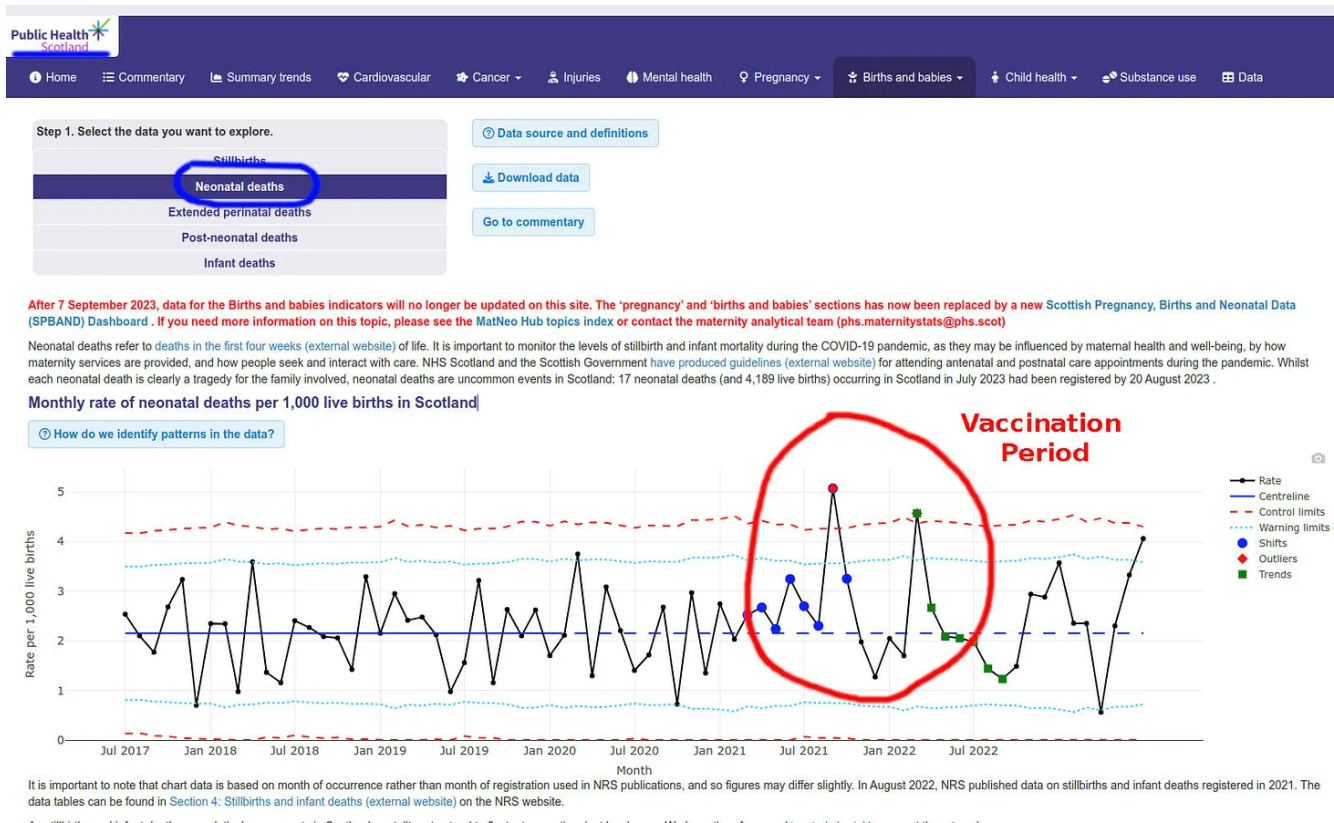 Public Health
Scotland
Home Commentary Summary trends Cardiovascular Cancer Injuries Mental health Pregnancy Births and babies Child health Substance use Data
Step 1. Select the data you want to explore.
Stillbirths
Neonatal deaths
Extended perinatal deaths
Post-neonatal deaths
Infant deaths
Data source and definitions
Download data
Go to commentary
After 7 September 2023, data for the Births and babies indicators will no longer be updated on this site. The ‘pregnancy’ and ‘births and babies’ sections has now been replaced by a new Scottish Pregnancy, Births and Neonatal Data
(SPBAND) Dashboard . If you need more information on this topic, please see the MatNeo Hub topics index or contact the maternity analytical team (phs.maternitystats@phs.scot)
Neonatal deaths refer to deaths in the first four weeks (external website) of life. It is important to monitor the levels of stillbirth and infant mortality during the COVID-19 pandemic, as they may be influenced by maternal health and well-being, by how
maternity services are provided, and how people seek and interact with care. NHS Scotland and the Scottish Government have produced guidelines (external website) for attending antenatal and postnatal care appointments during the pandemic. Whilst
each neonatal death is clearly a tragedy for the family involved, neonatal deaths are uncommon events in Scotland: 17 neonatal deaths (and 4,189 live births) occurring in Scotland in July 2023 had been registered by 20 August 2023 .
Monthly rate of neonatal deaths per 1,000 live births in Scotland
How do we identify patterns in the data?
Vaccination
Period
Rate
Centreline
Control limits
Warning limits
Shifts
Outliers
Trends
Rate per 1,000 live births
5
4
3
2
1
0
Jul 2017 Jan 2018 Jul 2018 Jan 2019 Jul 2019 Jan 2020 Jul 2020 Jan 2021 Jul 2021 Jan 2022 Jul 2022
Month
It is important to note that chart data is based on month of occurrence rather than month of registration used in NRS publications, and so figures may differ slightly. In August 2022, NRS published data on stillbirths and infant deaths registered in 2021. The
data tables can be found in Section 4: Stillbirths and infant deaths (external website) on the NRS website.